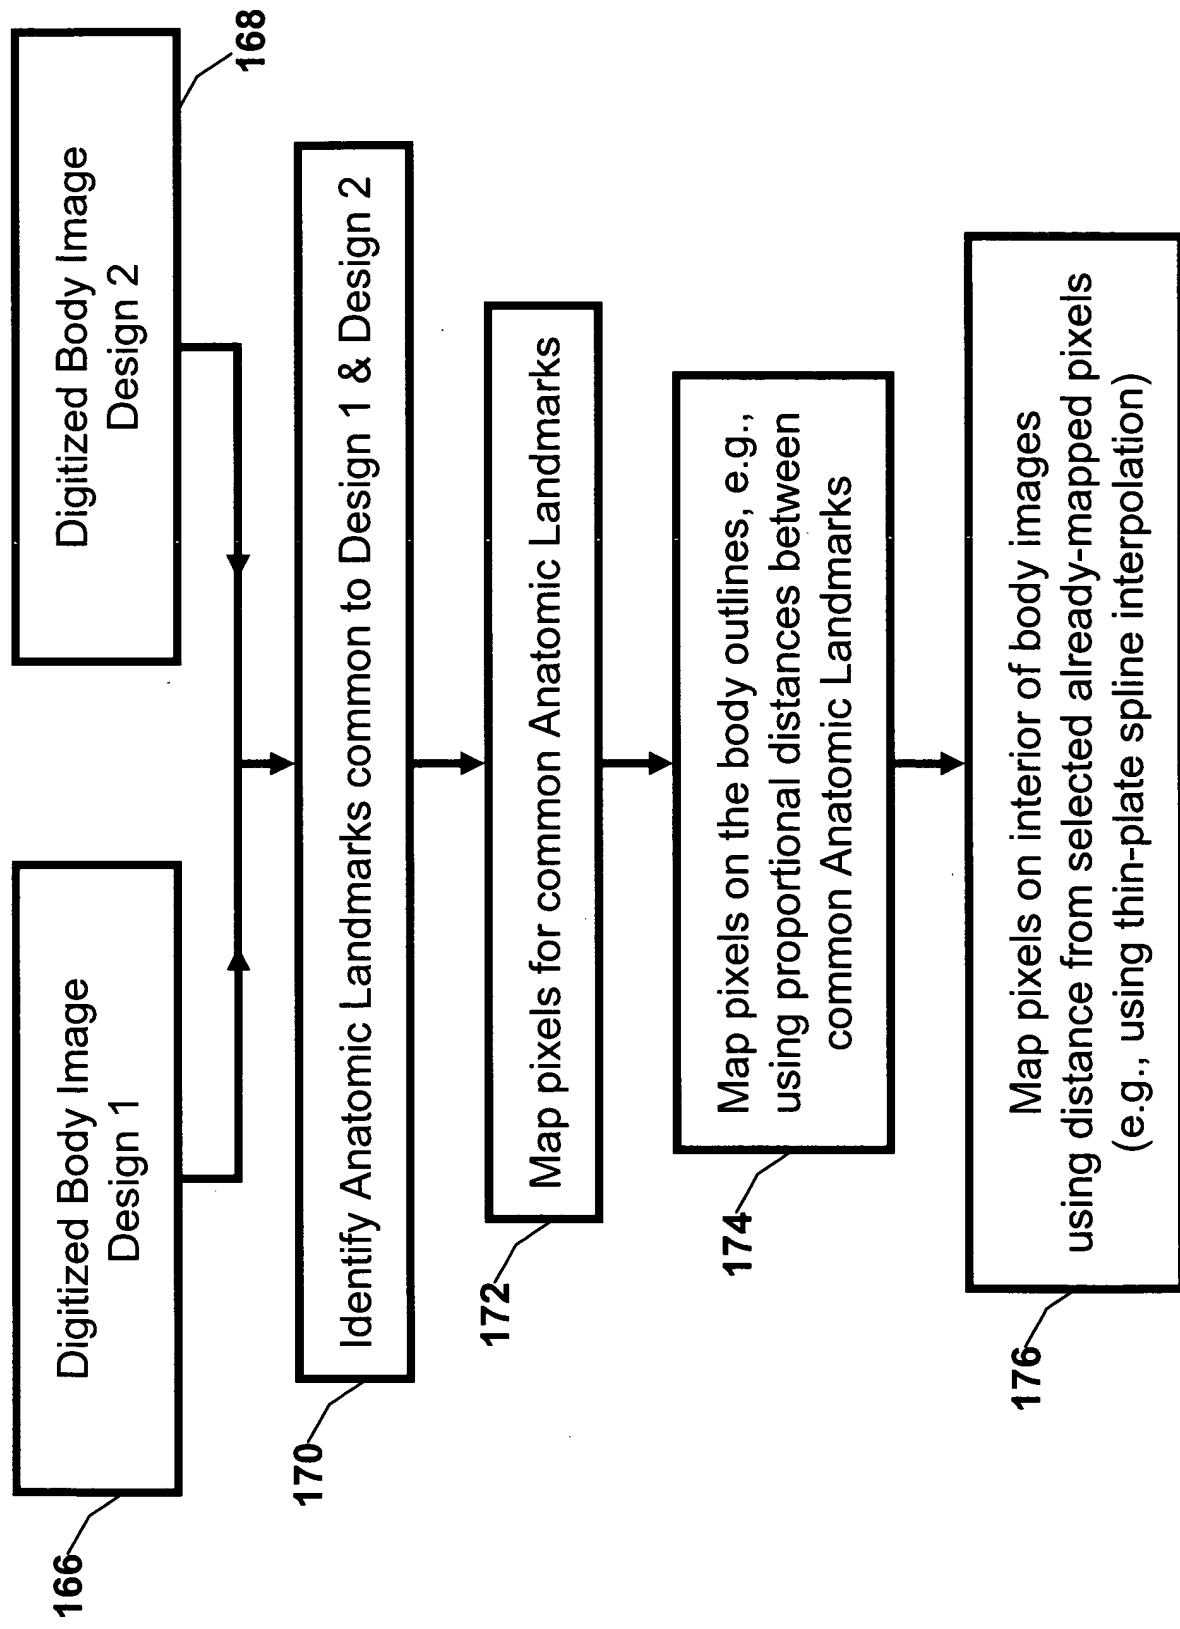 Digitized Body Image
Design 1
166
Digitized Body Image
Design 2
168
Identify Anatomic Landmarks common to Design 1 & Design 2
170
Map pixels for common Anatomic Landmarks
172
Map pixels on the body outlines, e.g.,
using proportional distances between
common Anatomic Landmarks
174
Map pixels on interior of body images
using distance from selected already-mapped pixels
(e.g., using thin-plate spline interpolation)
176